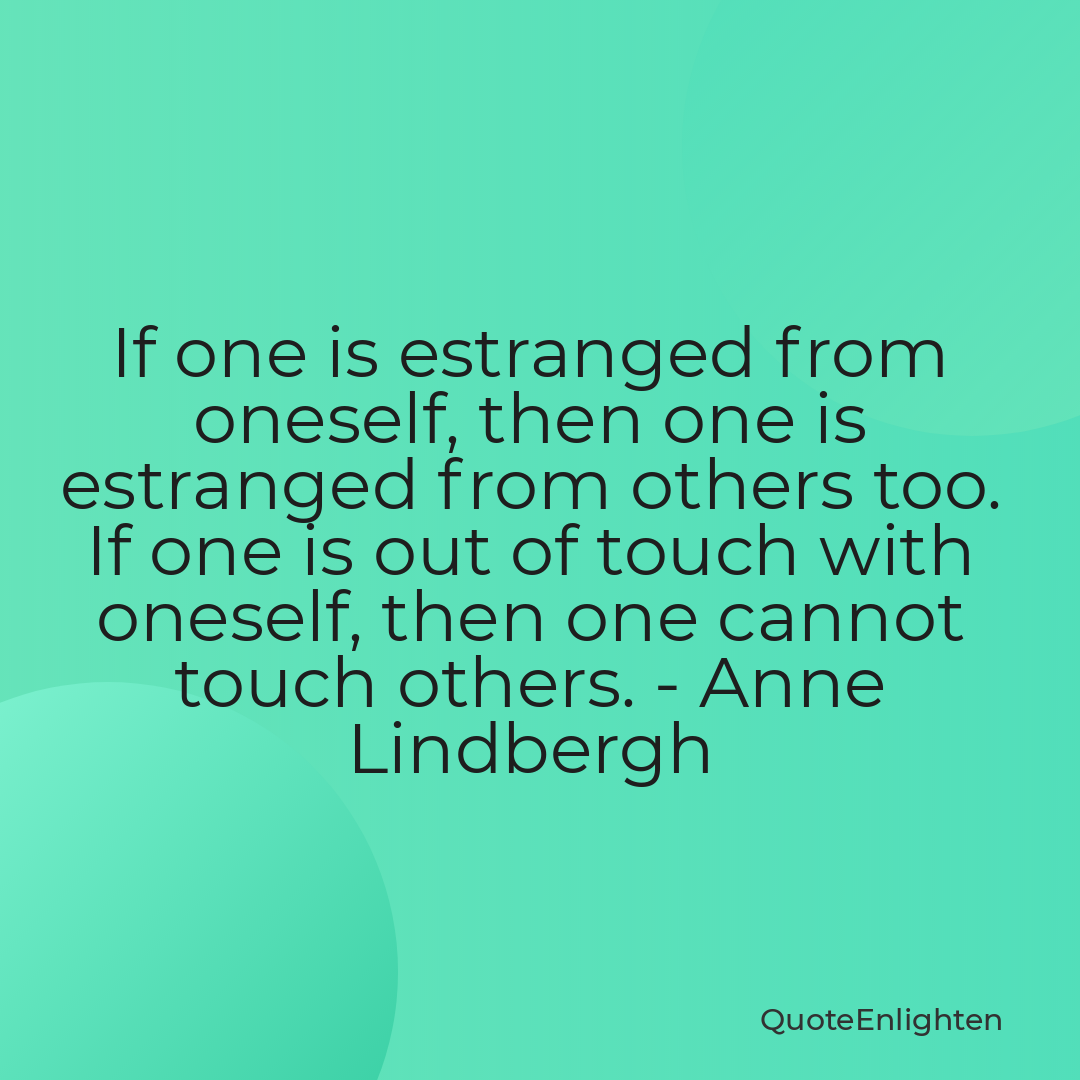 If one is estranged from
oneself, then one is
estranged from others too.
If one is out of touch with
oneself, then one cannot
touch others. - Anne
Lindbergh
QuoteEnlighten